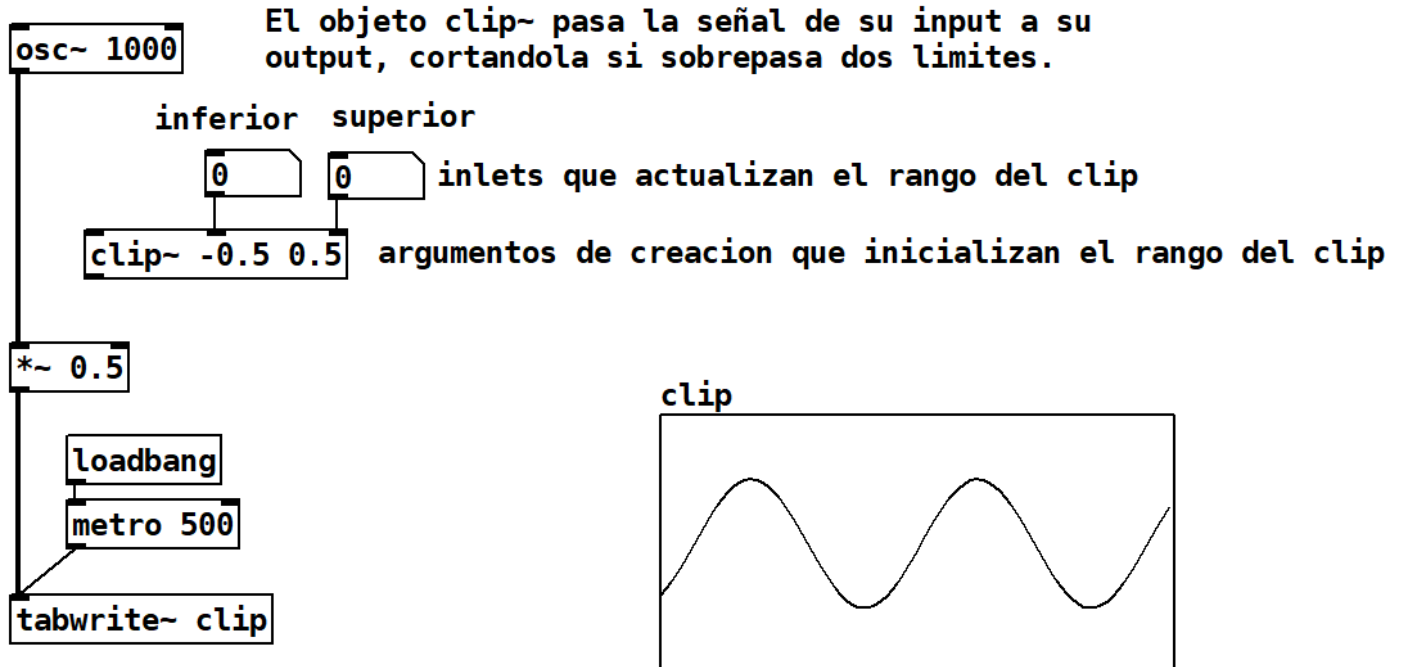 osc~ 1000
El objeto clip~ pasa la señal de su input a su
output, cortandola si sobrepasa dos limites.
inferior superior
0 0 inlets que actualizan el rango del clip
clip~ -0.5 0.5 argumentos de creacion que inicializan el rango del clip
*~ 0.5
clip
loadbang
metro 500
tabwrite~ clip